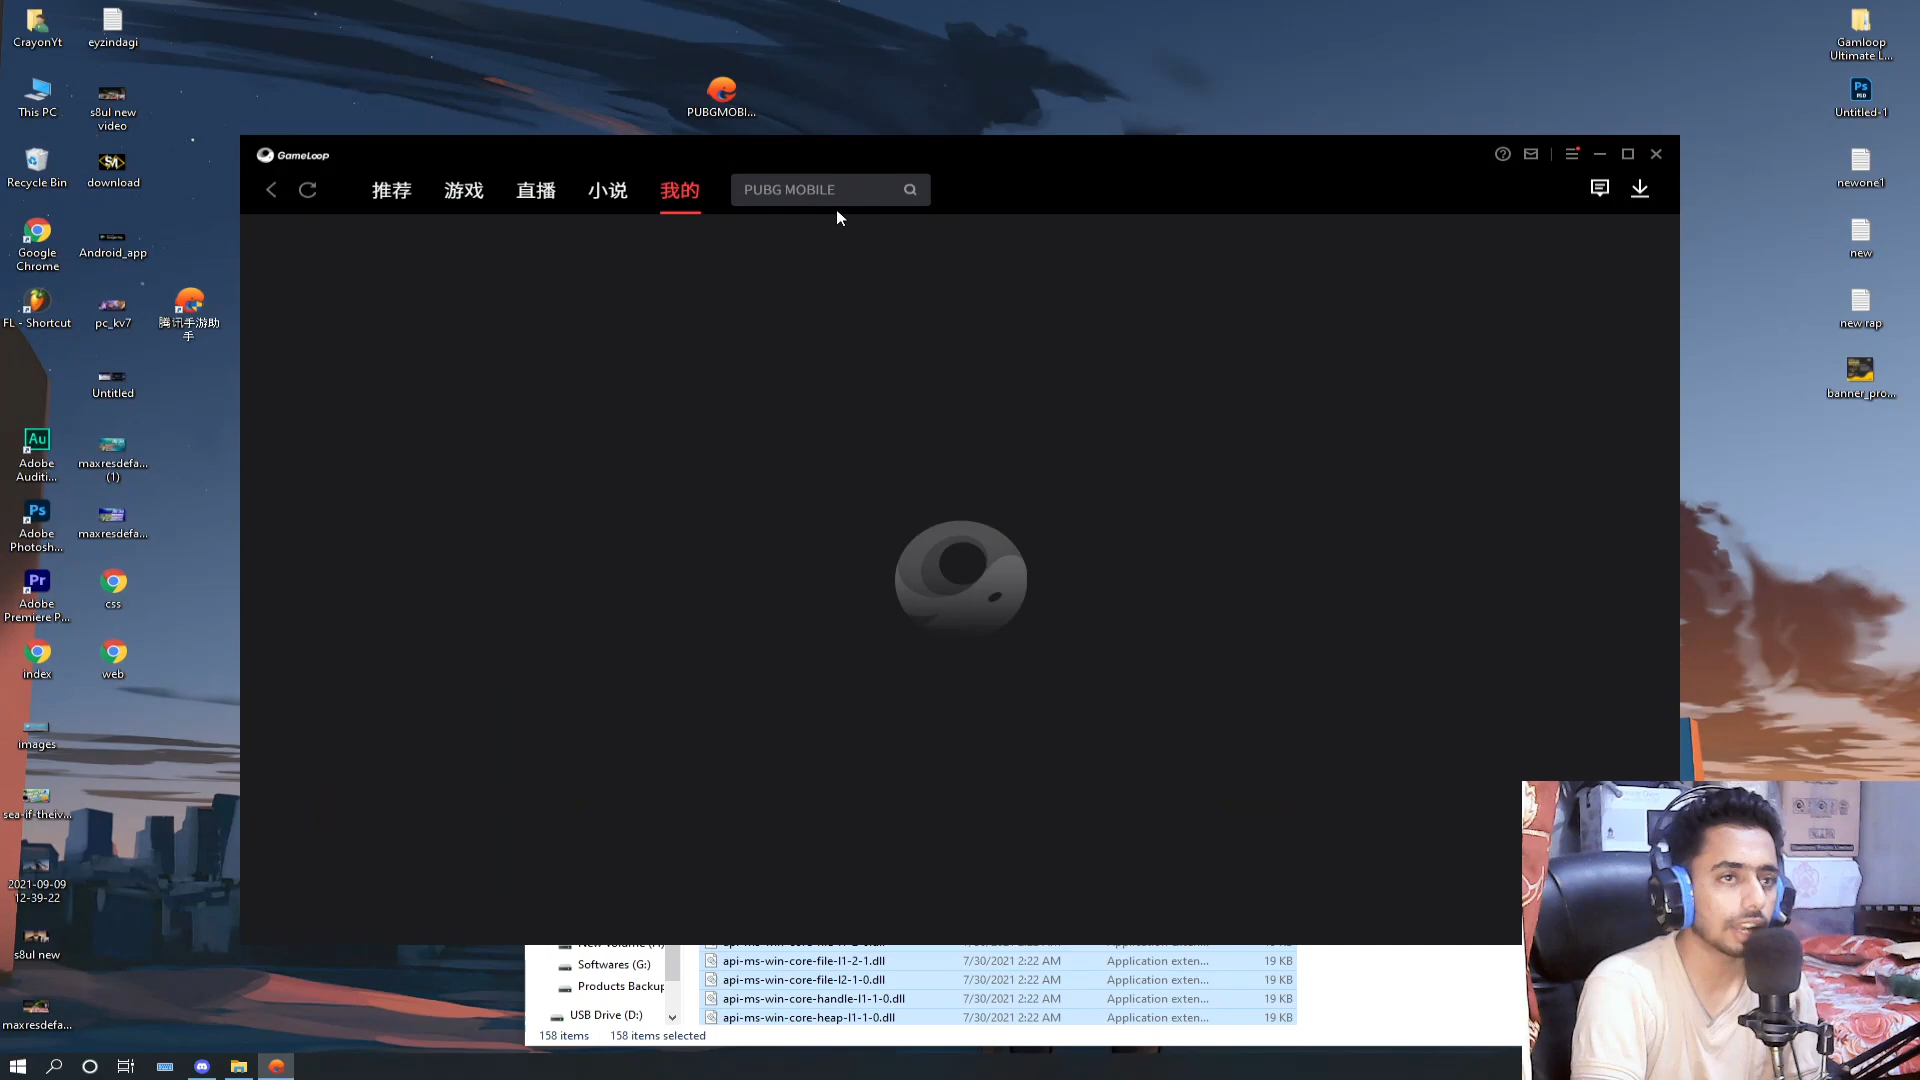 CrayonYt
eyzindagi
This PC
s8ul new
video
Recycle Bin
download
Google
Chrome
Android_app
FL - Shortcut
pc_kv7
腾讯手游助
手
Untitled
Adobe
Auditi...
maxresdefa...
(1)
Adobe
Photosh...
maxresdefa...
Adobe
Premiere P...
css
index
web
images
sea-if-theiv...
2021-09-09
12-39-22
s8ul new
maxresdefa...
PUBGMOBI...
GameLoop
推荐 游戏 直播 小说 我的 PUBG MOBILE
Gamloop
Ultimate L...
Untitled-1
newone1
new
new rap
banner_pro...
Au
Ps
Pr
Ps
Softwares (G:)
Products Backup
USB Drive (D:)
api-ms-win-core-file-l1-2-1.dll 7/30/2021 2:22 AM Application exten... 19 KB
api-ms-win-core-file-l2-1-0.dll 7/30/2021 2:22 AM Application exten... 19 KB
api-ms-win-core-handle-l1-1-0.dll 7/30/2021 2:22 AM Application exten... 19 KB
api-ms-win-core-heap-l1-1-0.dll 7/30/2021 2:22 AM Application exten... 19 KB
158 items 158 items selected